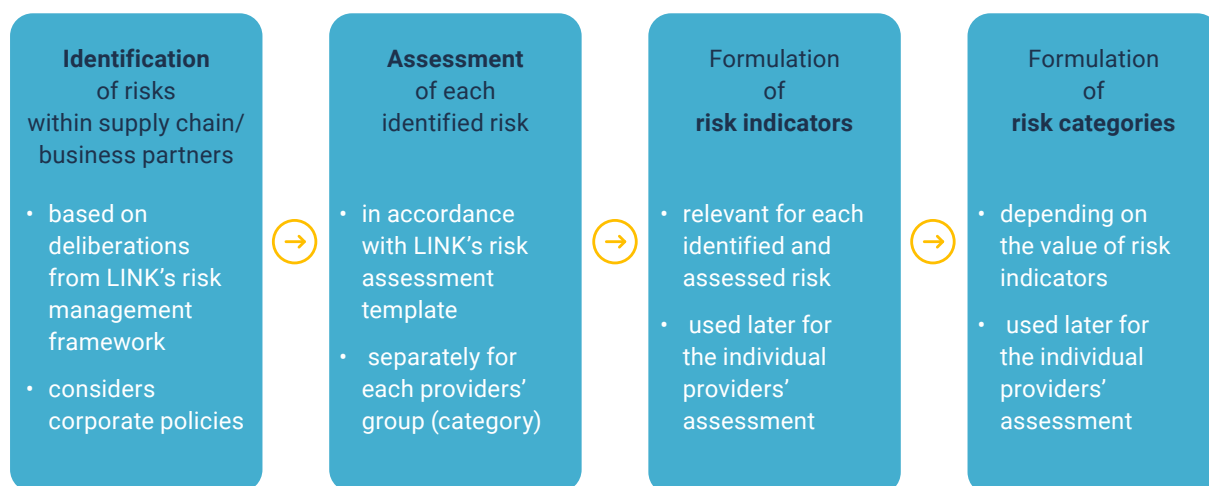 Identification
of risks
within supply chain/
business partners
• based on
deliberations
from LINK’s risk
management
framework
• considers
corporate policies
Assessment
of each
identified risk
• in accordance
with LINK’s risk
assessment
template
• separately for
each providers’
group (category)
Formulation
of
risk indicators
• relevant for each
identified and
assessed risk
• used later for
the individual
providers’
assessment
Formulation
of
risk categories
• depending on
the value of risk
indicators
• used later for
the individual
providers’
assessment